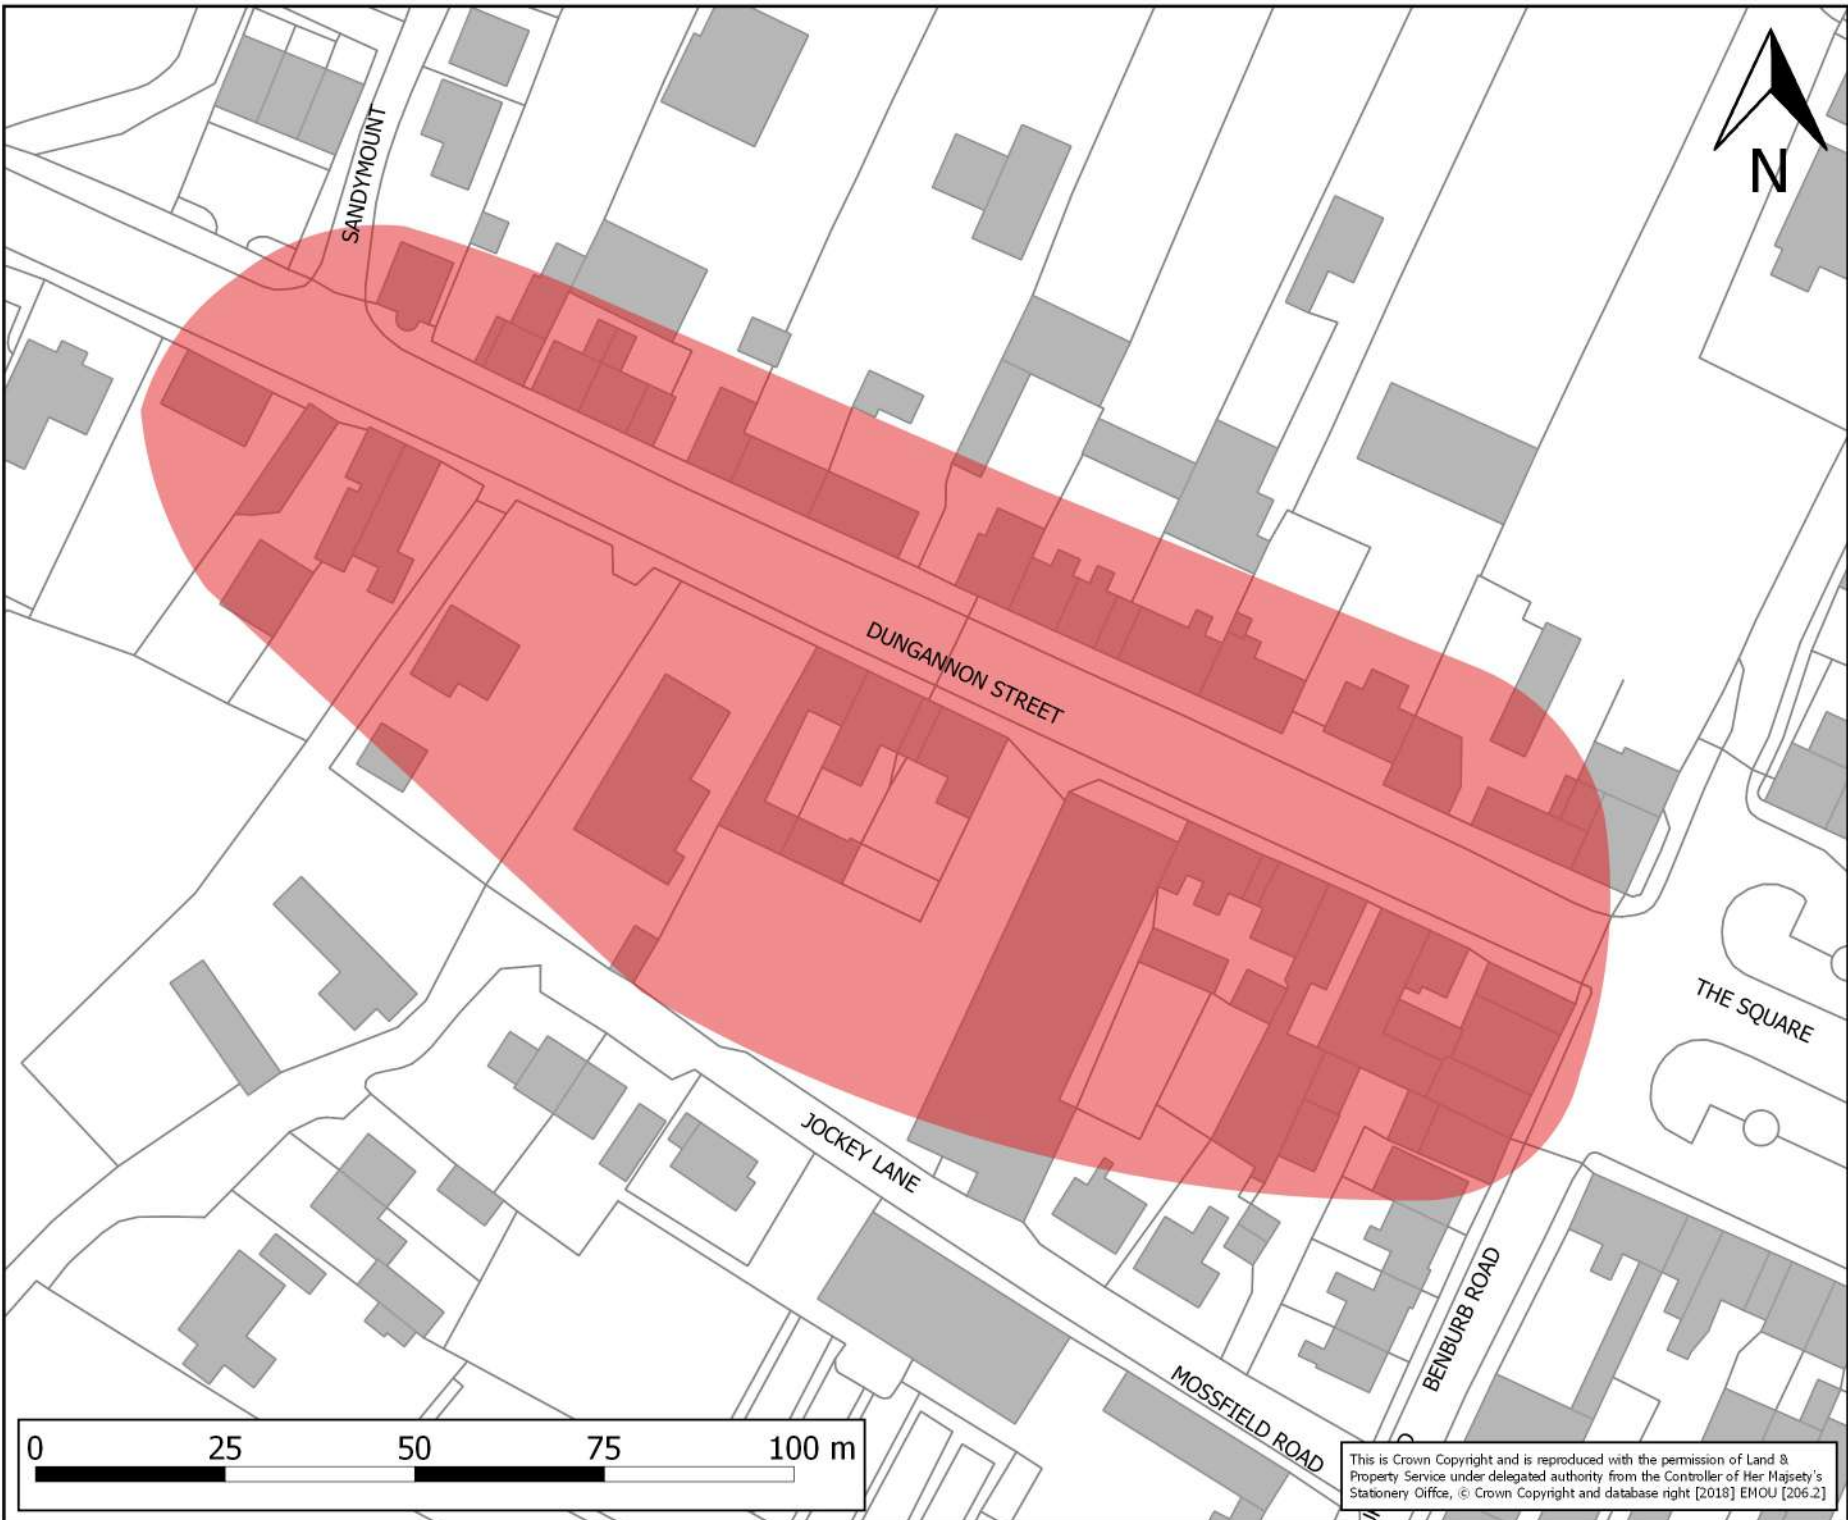 SANDYMOUNT
N
DUNGANNON STREET
THE SQUARE
JOCKEY LANE
BENBURB ROAD
MOSSFIELD ROAD
0 25 50 75 100 m
This is Crown Copyright and is reproduced with the permission of Land &
Property Service under delegated authority from the Controller of Her Majsety's
Stationery Oiffce, © Crown Copyright and database right [2018] EMOU [206.2]